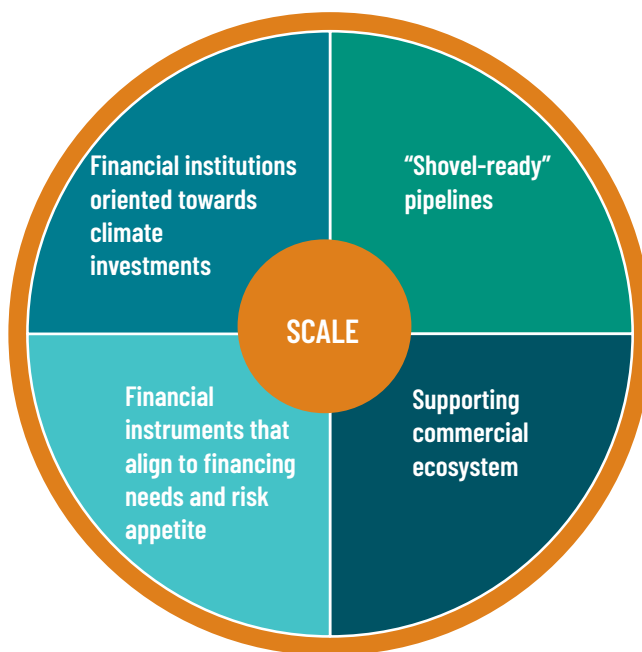 Financial institutions
oriented towards
climate
investments
“Shovel-ready”
pipelines
SCALE
Financial
instruments that
align to financing
needs and risk
appetite
Supporting
commercial
ecosystem